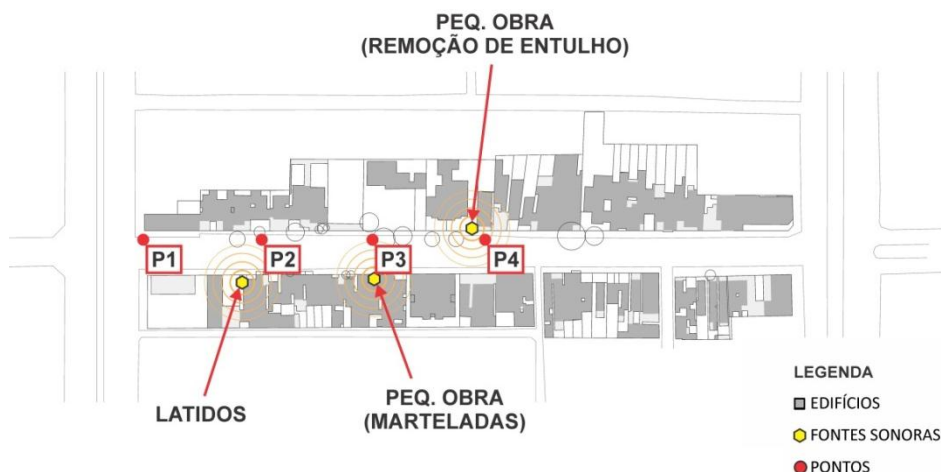 PEQ. OBRA
(REMOÇÃO DE ENTULHO)
P1
P2
P3
P4
LATIDOS
PEQ. OBRA
(MARTELADAS)
LEGENDA
EDIFÍCIOS
FONTES SONORAS
PONTOS